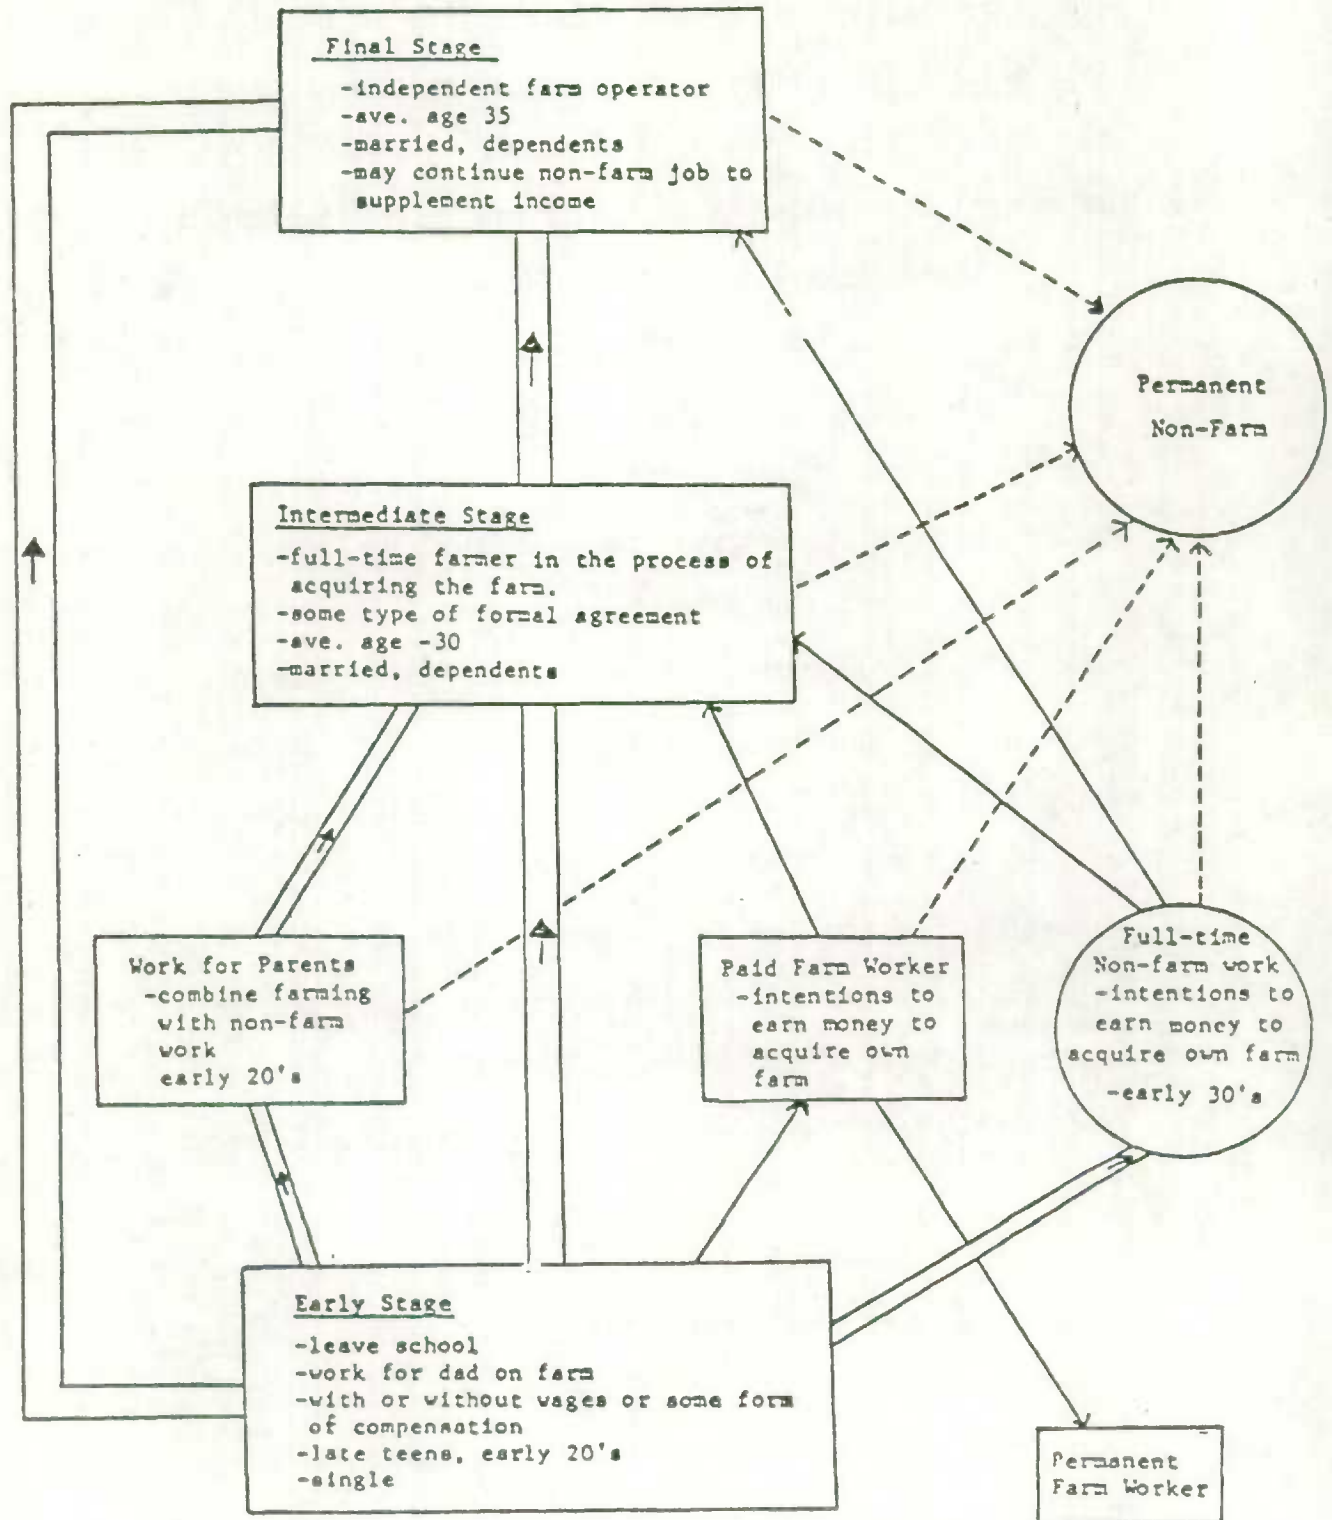 Final Stage
-independent farm operator
-ave. age 35
-married, dependents
-may continue non-farm job to
supplement income
Permanent
Non-Farm
Intermediate Stage
-full-time farmer in the process of
acquiring the farm.
-some type of formal agreement
-ave. age -30
-married, dependents
Work for Parents
-combine farming
with non-farm
work
early 20's
Paid Farm Worker
-intentions to
earn money to
acquire own
farm
Full-time
Non-farm work
-intentions to
earn money to
acquire own farm
-early 30's
Early Stage
-leave school
-work for dad on farm
-with or without wages or some form
of compensation
-late teens, early 20's
-single
Permanent
Farm Worker